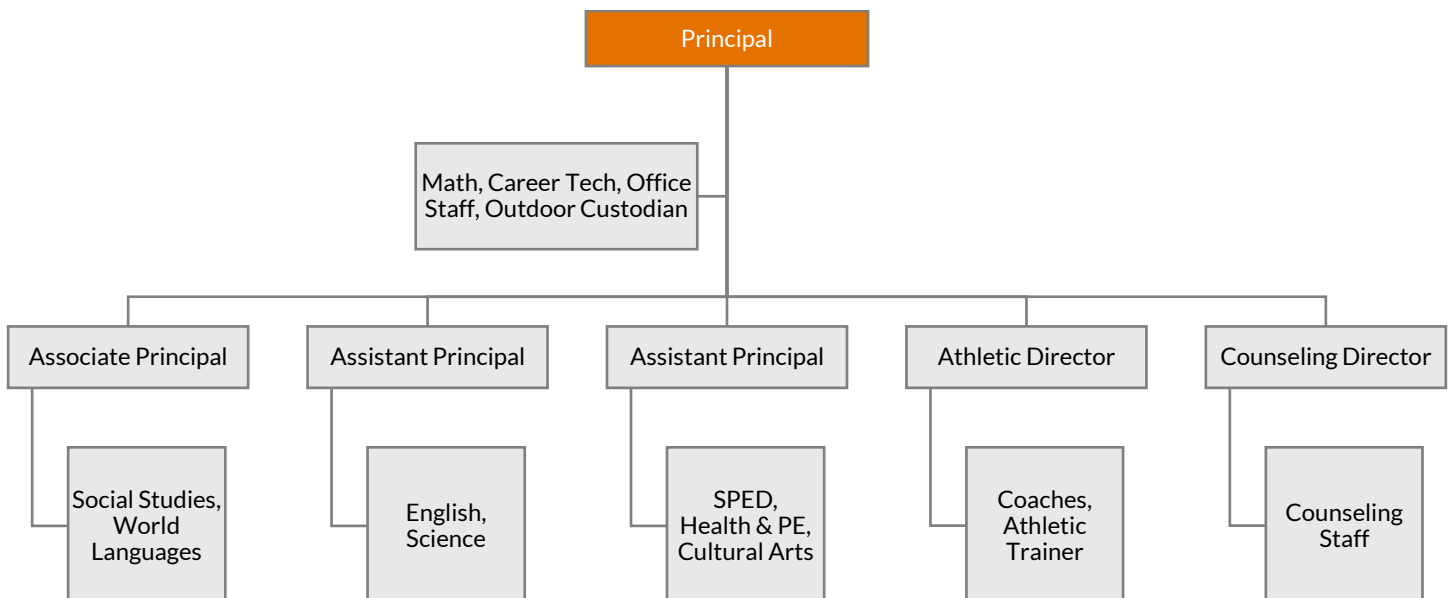 Principal
Math, Career Tech, Office
Staff, Outdoor Custodian
Associate Principal
Assistant Principal
Assistant Principal
Athletic Director
Counseling Director
Social Studies,
World
Languages
English,
Science
SPED,
Health & PE,
Cultural Arts
Coaches,
Athletic
Trainer
Counseling
Staff